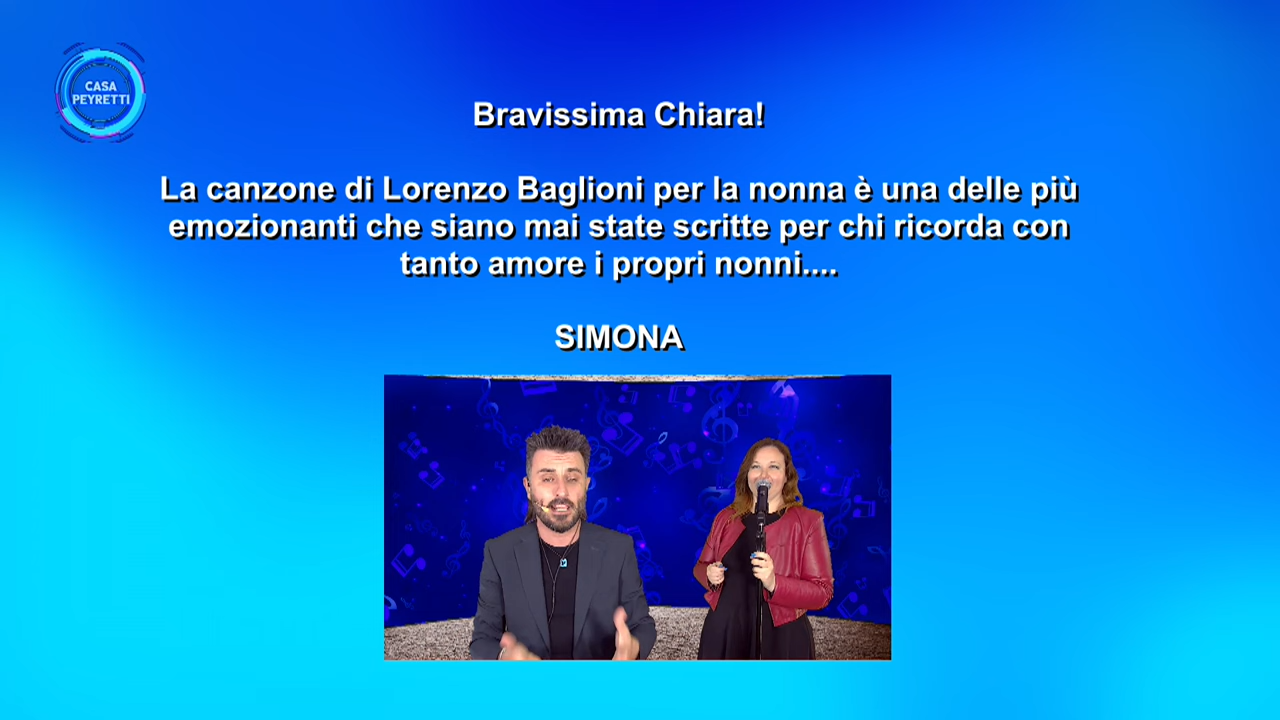 CASA
PEYRETTI
Bravissima Chiara!
La canzone di Lorenzo Baglioni per la nonna è una delle più
emozionanti che siano mai state scritte per chi ricorda con
tanto amore i propri nonni....
SIMONA